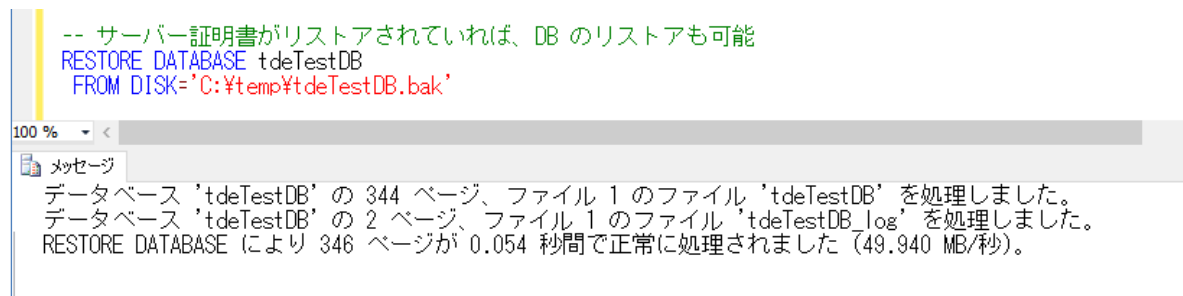 -- サーバー証明書がリストアされていれば、DB のリストアも可能
RESTORE DATABASE tdeTestDB
FROM DISK='C:¥temp¥tdeTestDB.bak'
100 %
メッセージ
データベース 'tdeTestDB' の 344 ページ、ファイル 1 のファイル 'tdeTestDB' を処理しました。
データベース 'tdeTestDB' の 2 ページ、ファイル 1 のファイル 'tdeTestDB_log' を処理しました。
RESTORE DATABASE により 346 ページが 0.054 秒間で正常に処理されました (49.940 MB/秒)。